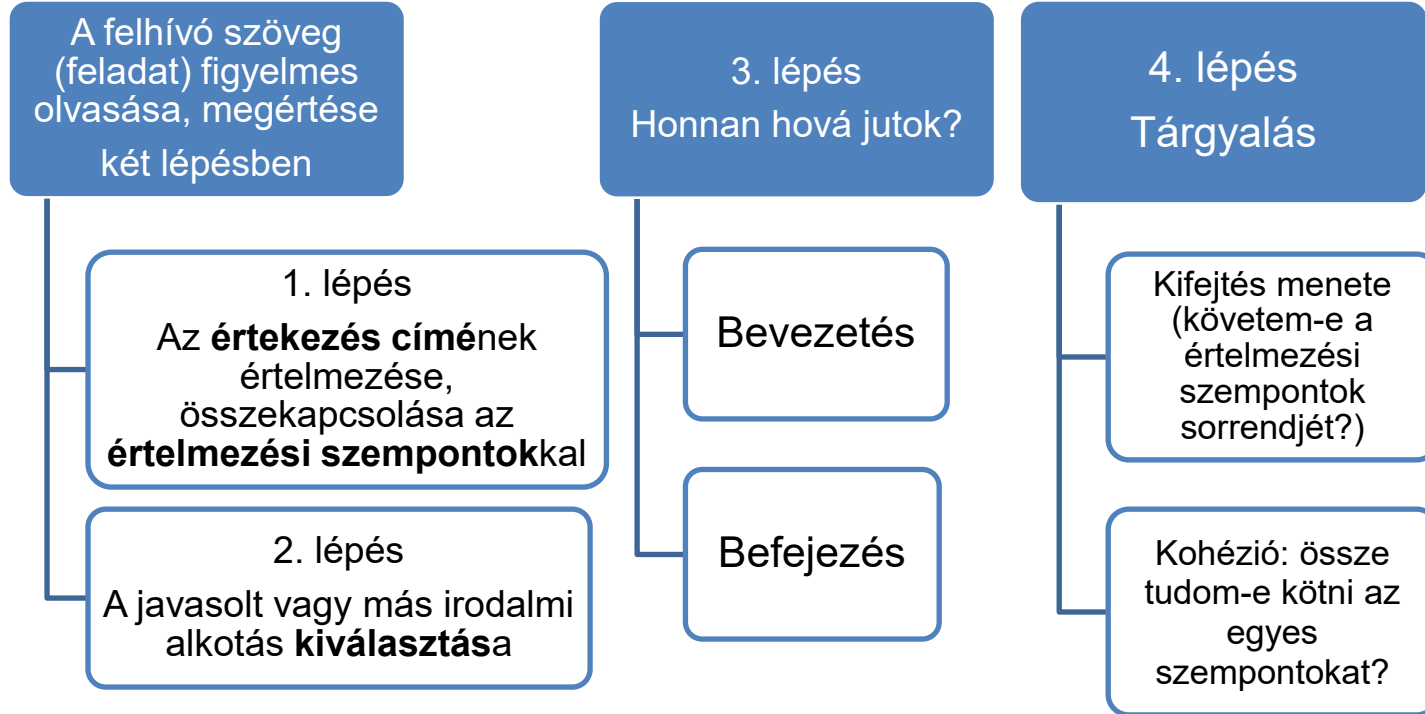 A felhívó szöveg
(feladat) figyelmes
olvasása, megértése
két lépésben
1. lépés
Az értekezés címének
értelmezése,
összekapcsolása az
értelmezési szempontokkal
2. lépés
A javasolt vagy más irodalmi
alkotás kiválasztása
3. lépés
Honnan hová jutok?
Bevezetés
Befejezés
4. lépés
Tárgyalás
Kifejtés menete
(követem-e a
értelmezési
szempontok
sorrendjét?)
Kohézió: össze
tudom-e kötni az
egyes
szempontokat?